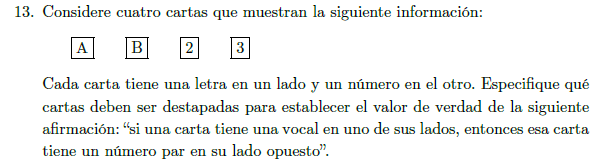 13. Considere cuatro cartas que muestran la siguiente información:
A B 2 3
Cada carta tiene una letra en un lado y un número en el otro. Especifique qué
cartas deben ser destapadas para establecer el valor de verdad de la siguiente
afirmación: “si una carta tiene una vocal en uno de sus lados, entonces esa carta
tiene un número par en su lado opuesto”.